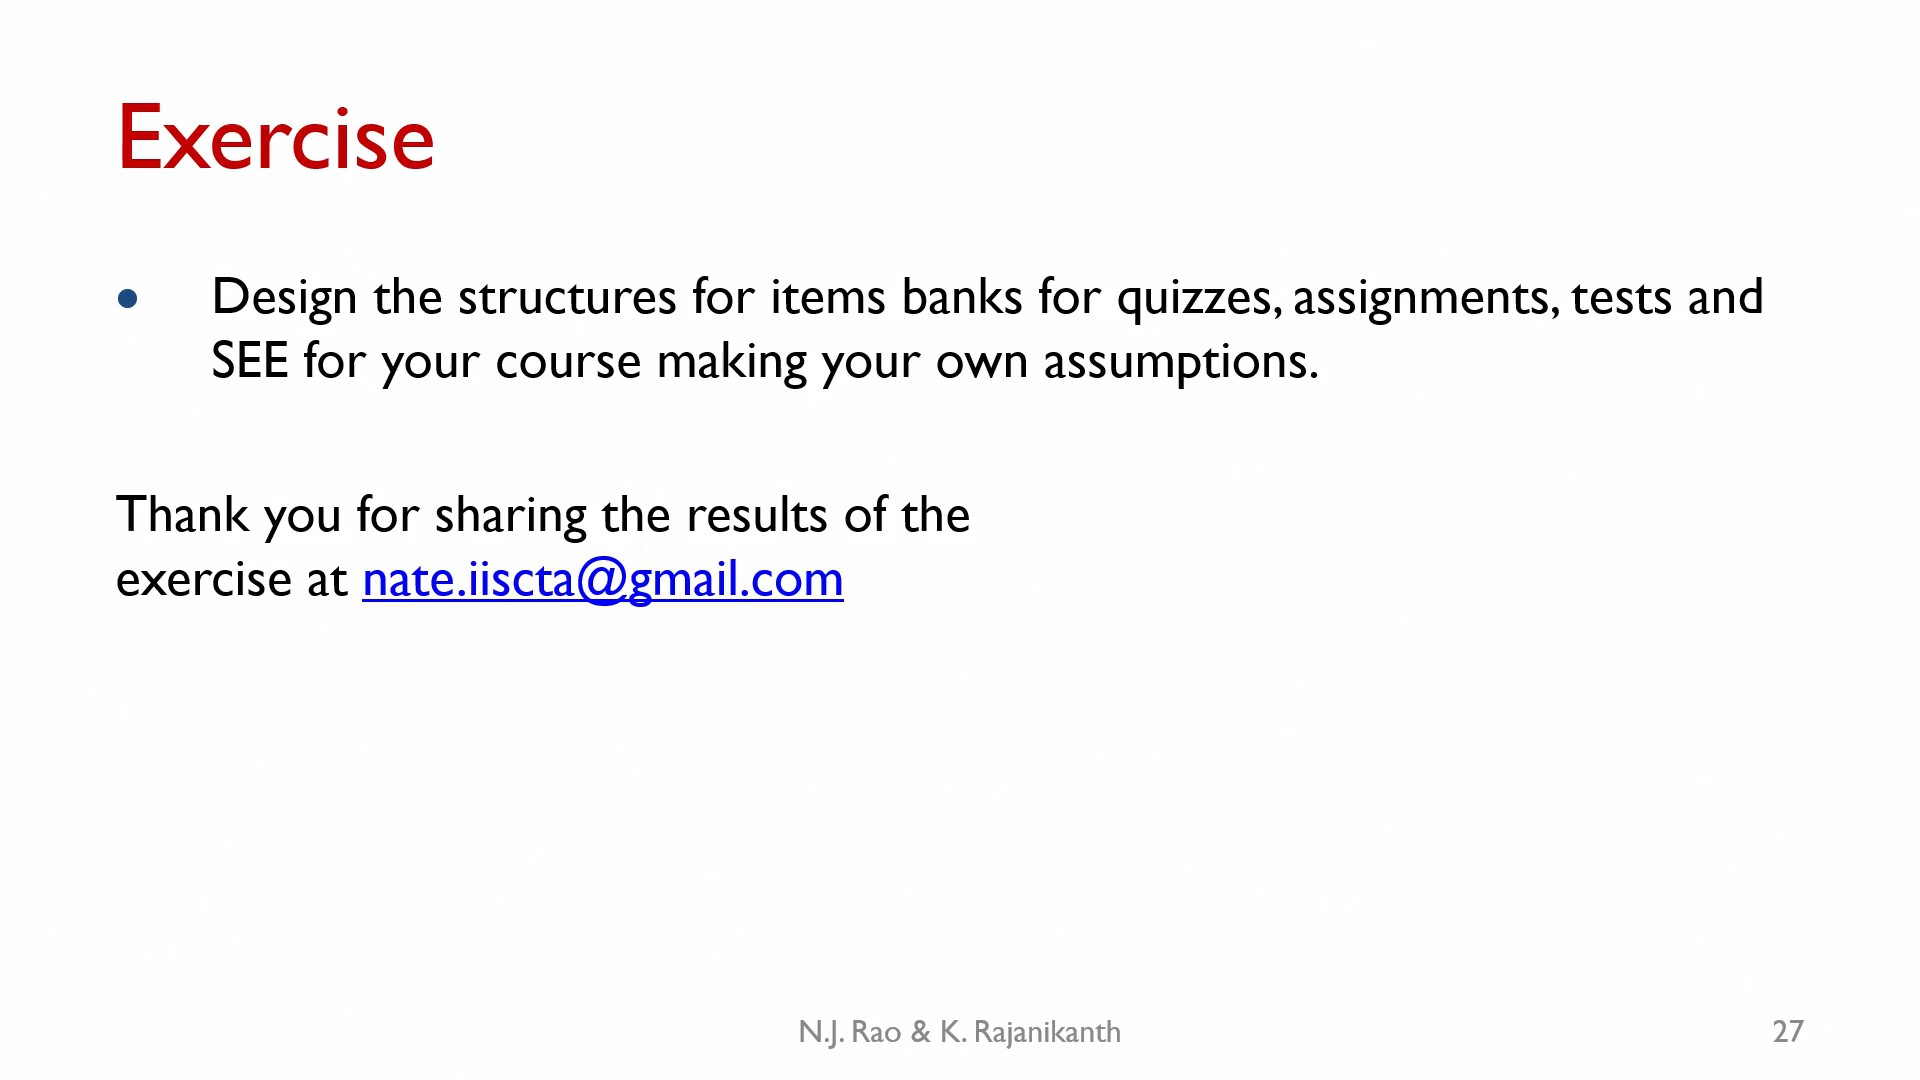 Exercise
• Design the structures for items banks for quizzes, assignments, tests and
SEE for your course making your own assumptions.
Thank you for sharing the results of the
exercise at nate.iiscta@gmail.com
N.J. Rao & K. Rajanikanth
27